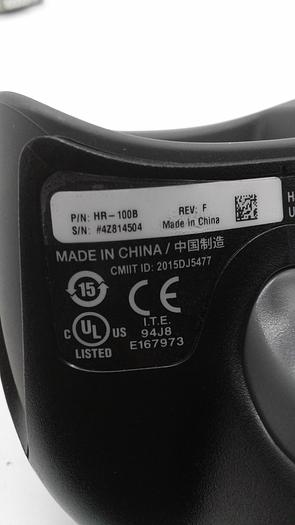 P/N: HR-100B REV: F
S/N: #4Z814504 Made in China
MADE IN CHINA / 中国制造
CMIIT ID: 2015DJ5477
15
CE
C UL US
LISTED
I.T.E.
94J8
E167973